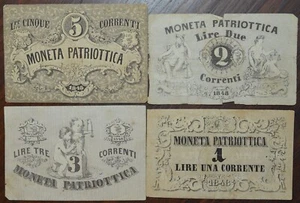 LIRE CINQUE 5 CORRENTI
MONETA PATRIOTTICA
1848
MONETA PATRIOTTICA
Lire Due
2
Correnti
1848
LIRE TRE 3 CORRENTI
MONETA PATRIOTTICA
MONETA PATRIOTTICA
1
LIRE UNA CORRENTE
1848